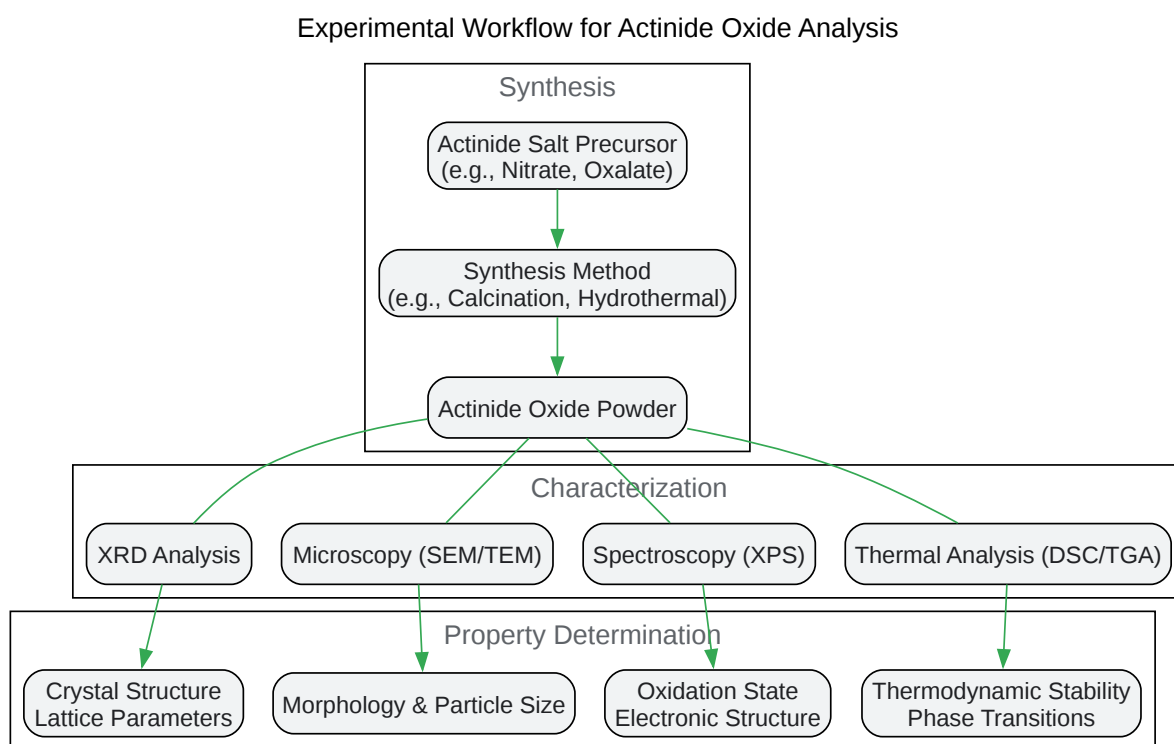 Experimental Workflow for Actinide Oxide Analysis
Synthesis
Actinide Salt Precursor
(e.g., Nitrate, Oxalate)
Synthesis Method
(e.g., Calcination, Hydrothermal)
Actinide Oxide Powder
Characterization
XRD Analysis
Microscopy (SEM/TEM)
Spectroscopy (XPS)
Thermal Analysis (DSC/TGA)
Property Determination
Crystal Structure
Lattice Parameters
Morphology & Particle Size
Oxidation State
Electronic Structure
Thermodynamic Stability
Phase Transitions